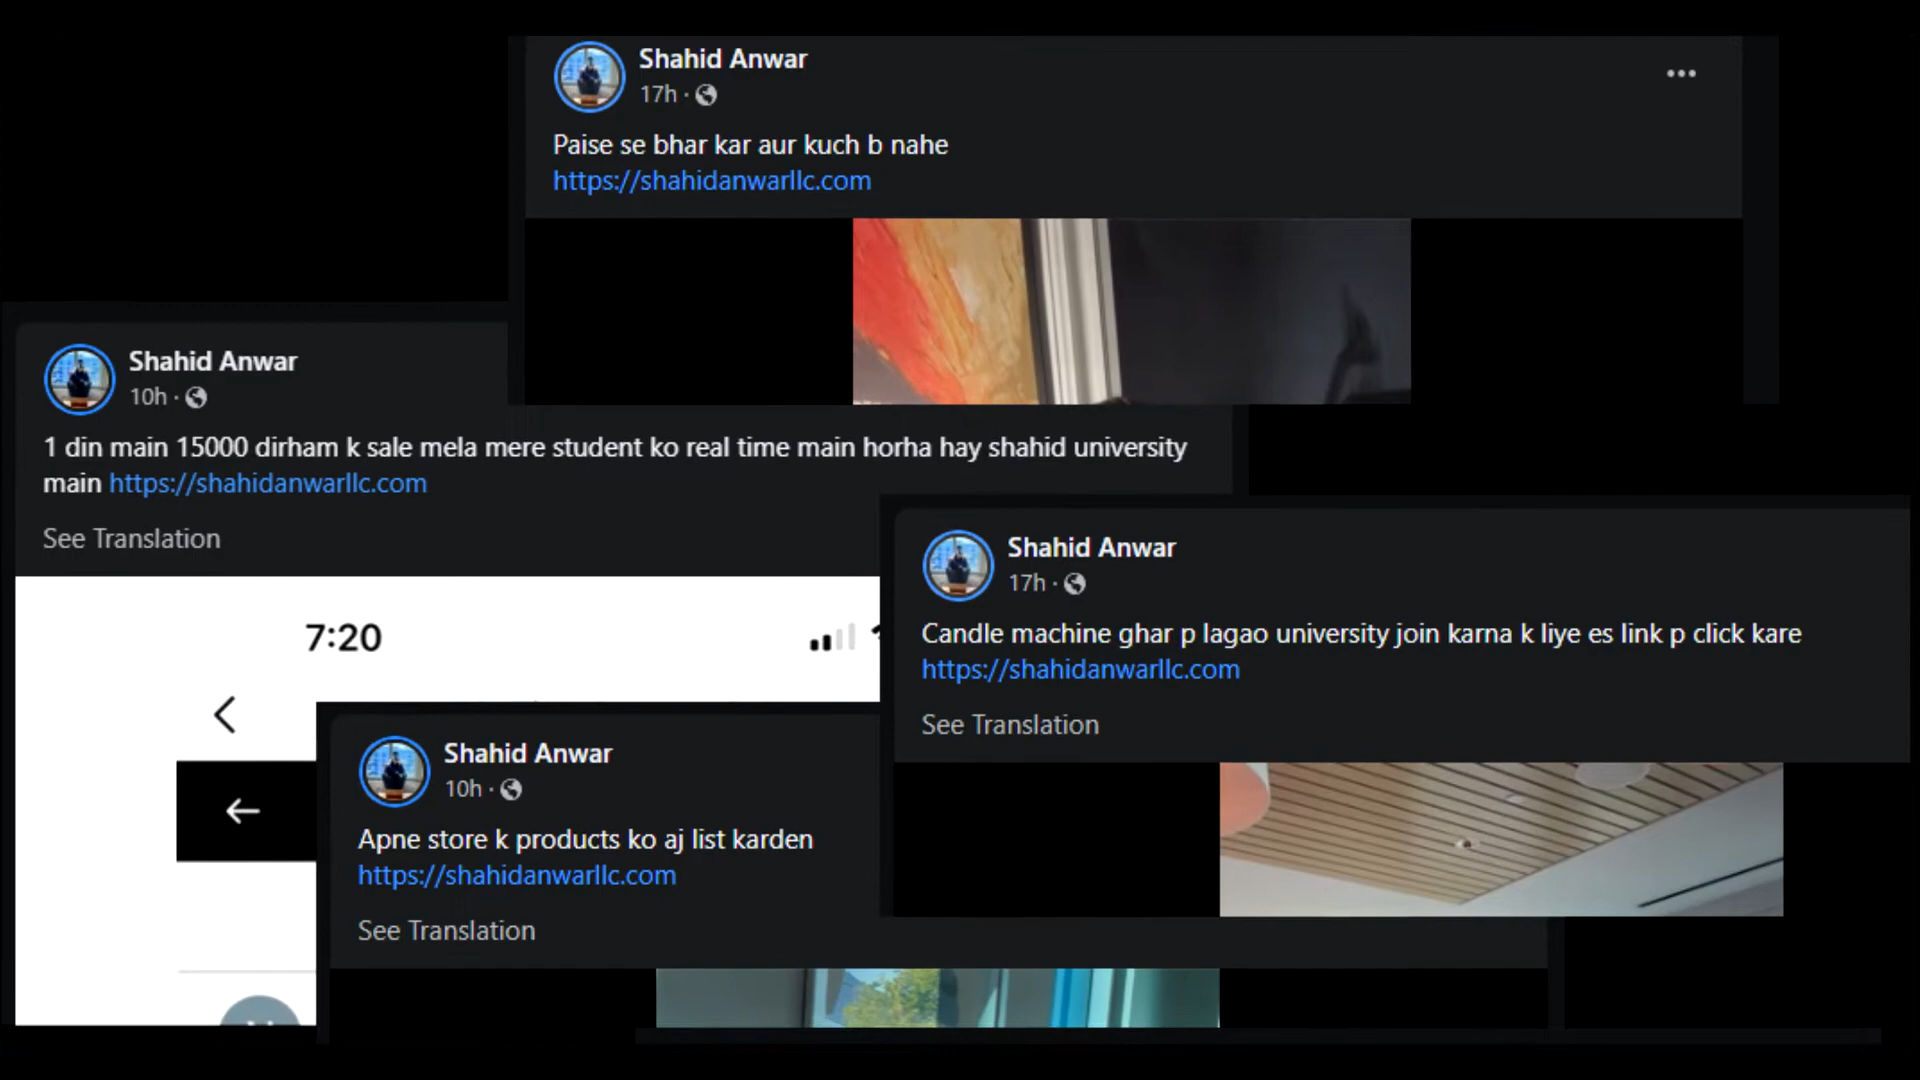 Shahid Anwar
17h ·
Paise se bhar kar aur kuch b nahe
https://shahidanwarllc.com
Shahid Anwar
10h ·
1 din main 15000 dirham k sale mela mere student ko real time main horha hay shahid university
main https://shahidanwarllc.com
See Translation
7:20
Shahid Anwar
17h ·
Candle machine ghar p lagao university join karna k liye es link p click kare
https://shahidanwarllc.com
See Translation
Shahid Anwar
10h ·
Apne store k products ko aj list karden
https://shahidanwarllc.com
See Translation